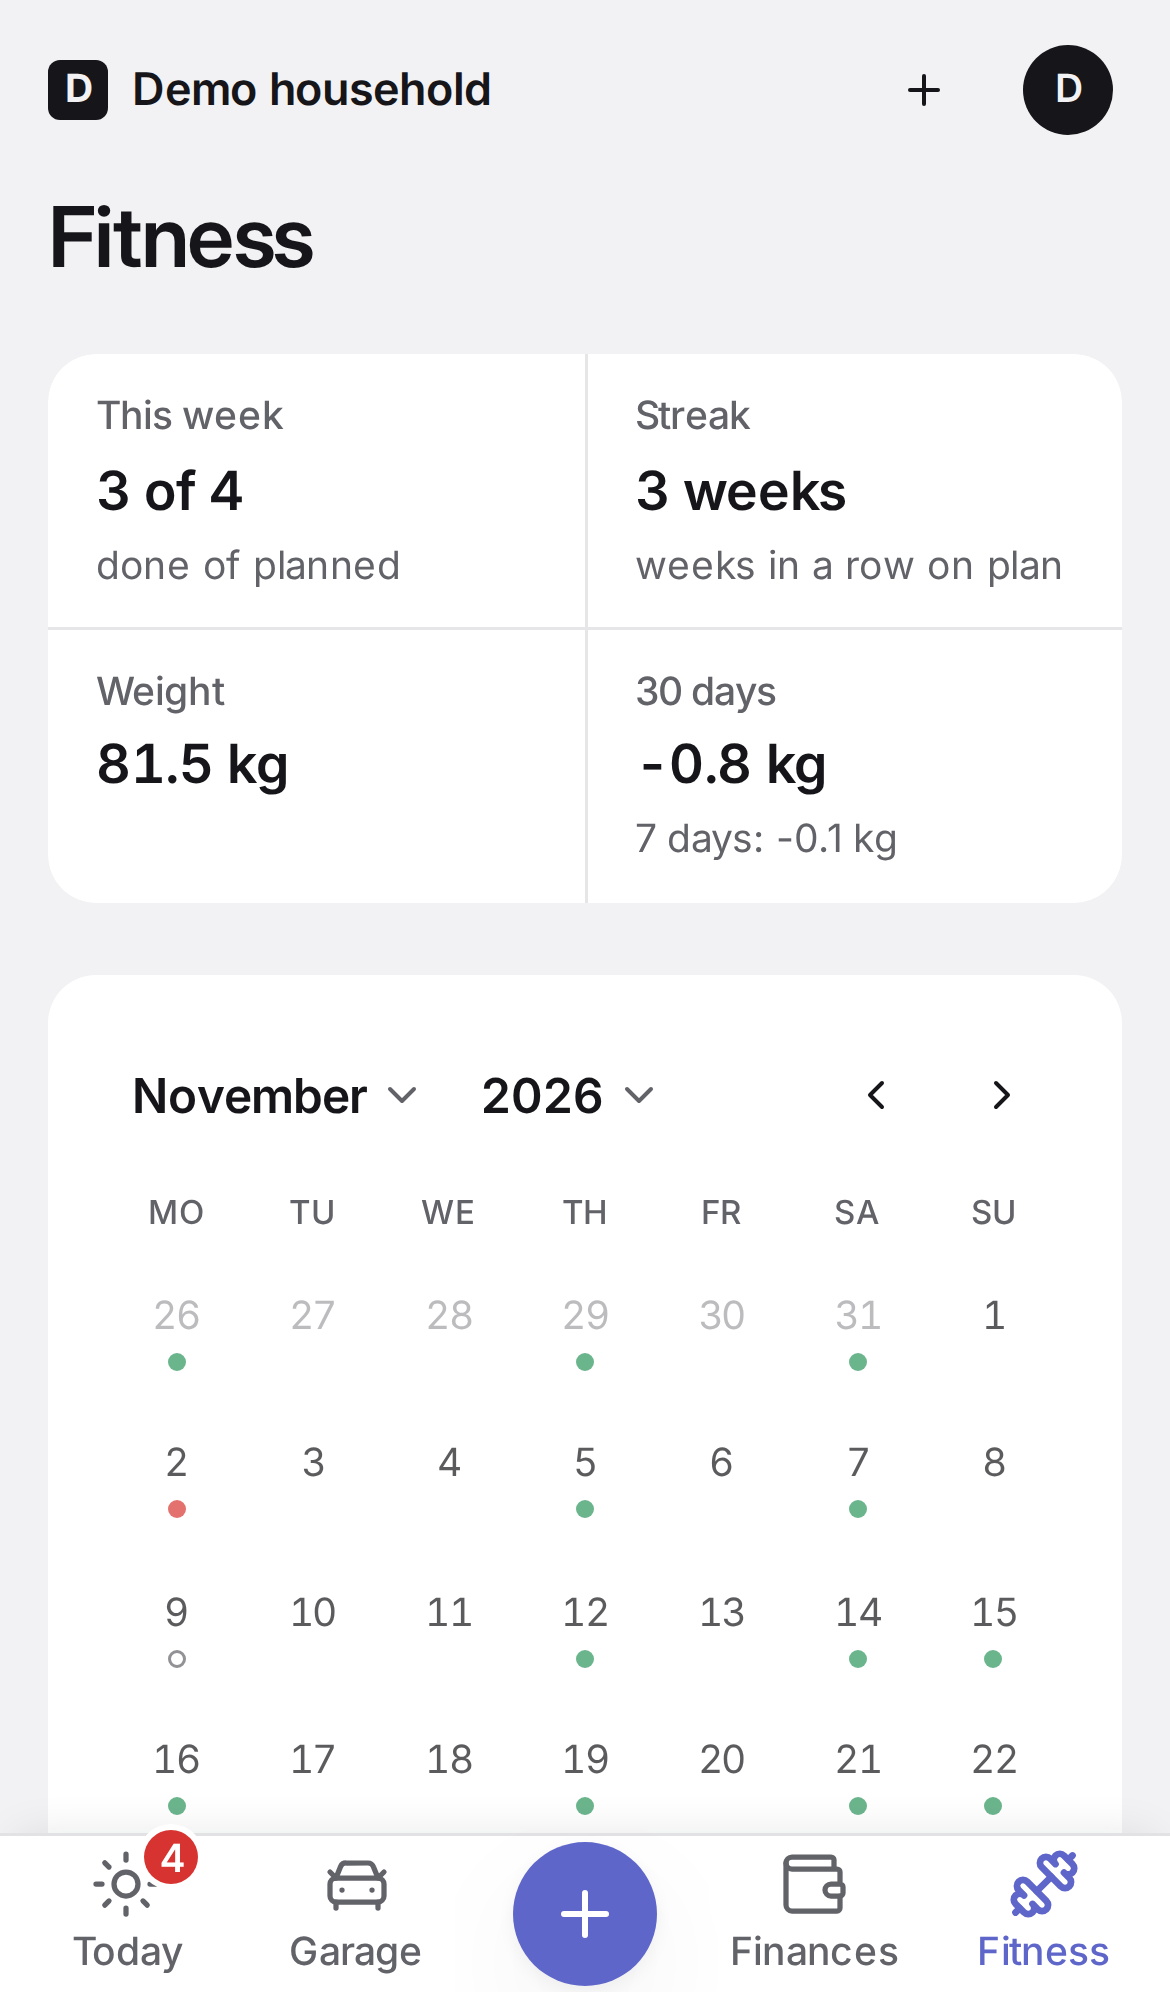 D Demo household D
Fitness
This week
3 of 4
done of planned
Streak
3 weeks
weeks in a row on plan
Weight
81.5 kg
30 days
-0.8 kg
7 days: -0.1 kg
November 2026
MO TU WE TH FR SA SU
26 27 28 29 30 31 1
2 3 4 5 6 7 8
9 10 11 12 13 14 15
16 17 18 19 20 21 22
4
Today Garage Finances Fitness